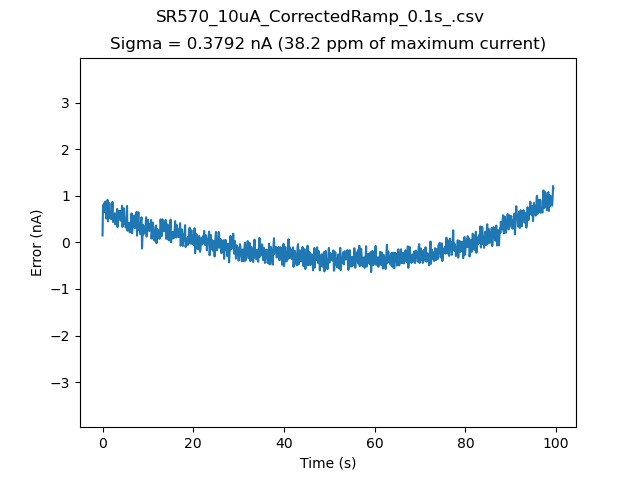 SR570_10uA_CorrectedRamp_0.1s_.csv
Sigma = 0.3792 nA (38.2 ppm of maximum current)
3
2
1
0
−1
−2
−3
Error (nA)
0 20 40 60 80 100
Time (s)